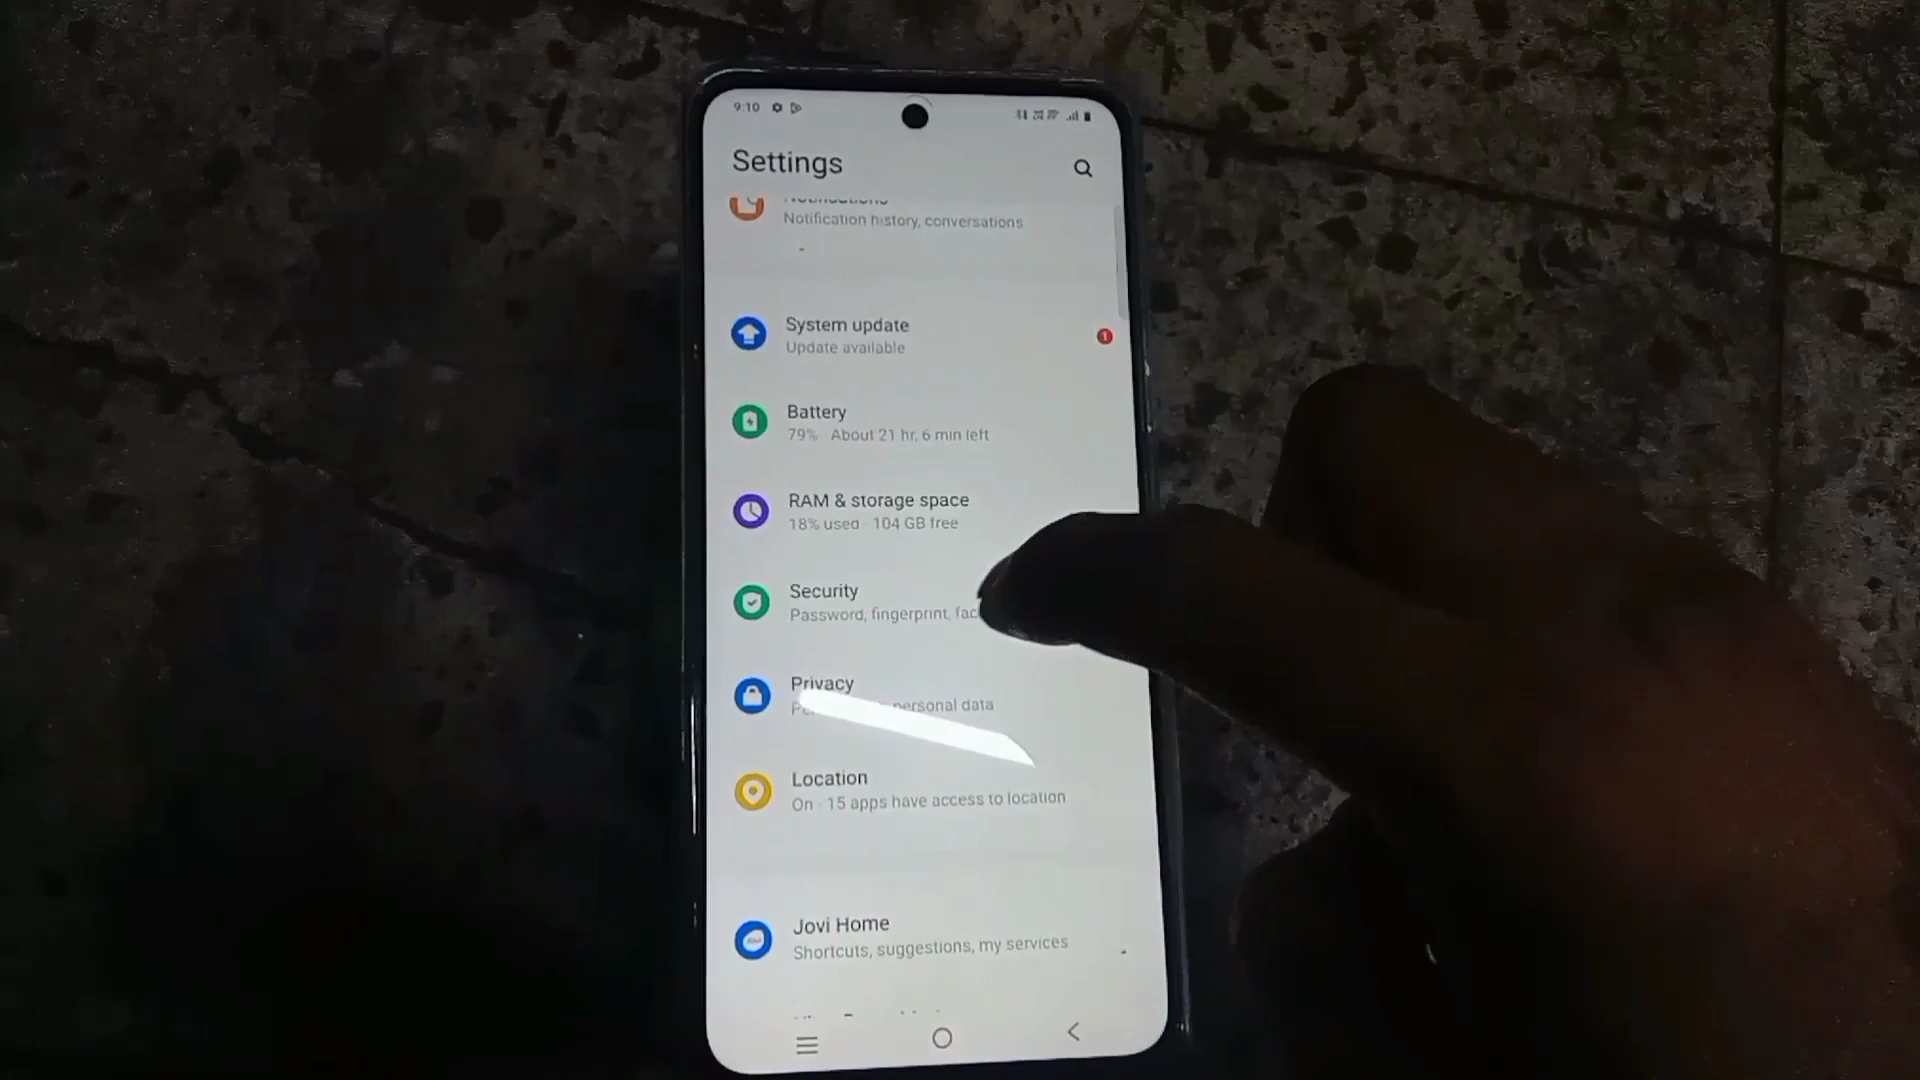 9:10
Settings
Notifications
Notification history, conversations
System update
Update available
1
Battery
79% · About 21 hr, 6 min left
RAM & storage space
18% used · 104 GB free
Security
Password, fingerprint,
Privacy
personal data
Location
On · 15 apps have access to location
Jovi Home
Shortcuts, suggestions, my services